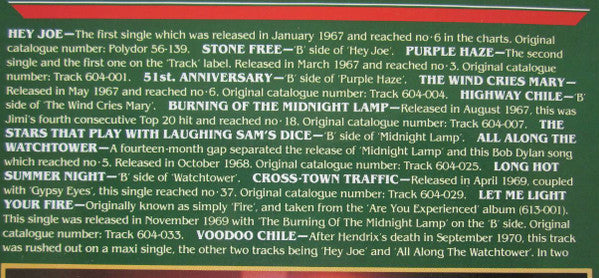 HEY JOE—The first single which was released in January 1967 and reached no·6 in the charts. Original
catalogue number: Polydor 56-139. STONE FREE—'B' side of 'Hey Joe'. PURPLE HAZE—The second
single and the first one on the 'Track' label. Released in March 1967 and reached no·3. Original catalogue
number: Track 604-001. 51st. ANNIVERSARY—'B' side of 'Purple Haze'. THE WIND CRIES MARY—
Released in May 1967 and reached no·6. Original catalogue number: Track 604-004. HIGHWAY CHILE—'B'
side of 'The Wind Cries Mary'. BURNING OF THE MIDNIGHT LAMP—Released in August 1967, this was
Jimi's fourth consecutive Top 20 hit and reached no·18. Original catalogue number: Track 604-007. THE
STARS THAT PLAY WITH LAUGHING SAM'S DICE—'B' side of 'Midnight Lamp'. ALL ALONG THE
WATCHTOWER—A fourteen-month gap separated the release of 'Midnight Lamp' and this Bob Dylan song
which reached no·5. Released in October 1968. Original catalogue number: Track 604-025. LONG HOT
SUMMER NIGHT—'B' side of 'Watchtower'. CROSS-TOWN TRAFFIC—Released in April 1969, coupled
with 'Gypsy Eyes', this single reached no·37. Original catalogue number: Track 604-029. LET ME LIGHT
YOUR FIRE—Originally known as simply 'Fire', and taken from the 'Are You Experienced' album (613-001).
This single was released in November 1969 with 'The Burning Of The Midnight Lamp' on the 'B' side. Original
catalogue number: Track 604-033. VOODOO CHILE—After Hendrix's death in September 1970, this track
was rushed out on a maxi single, the other two tracks being 'Hey Joe' and 'All Along The Watchtower'. In two